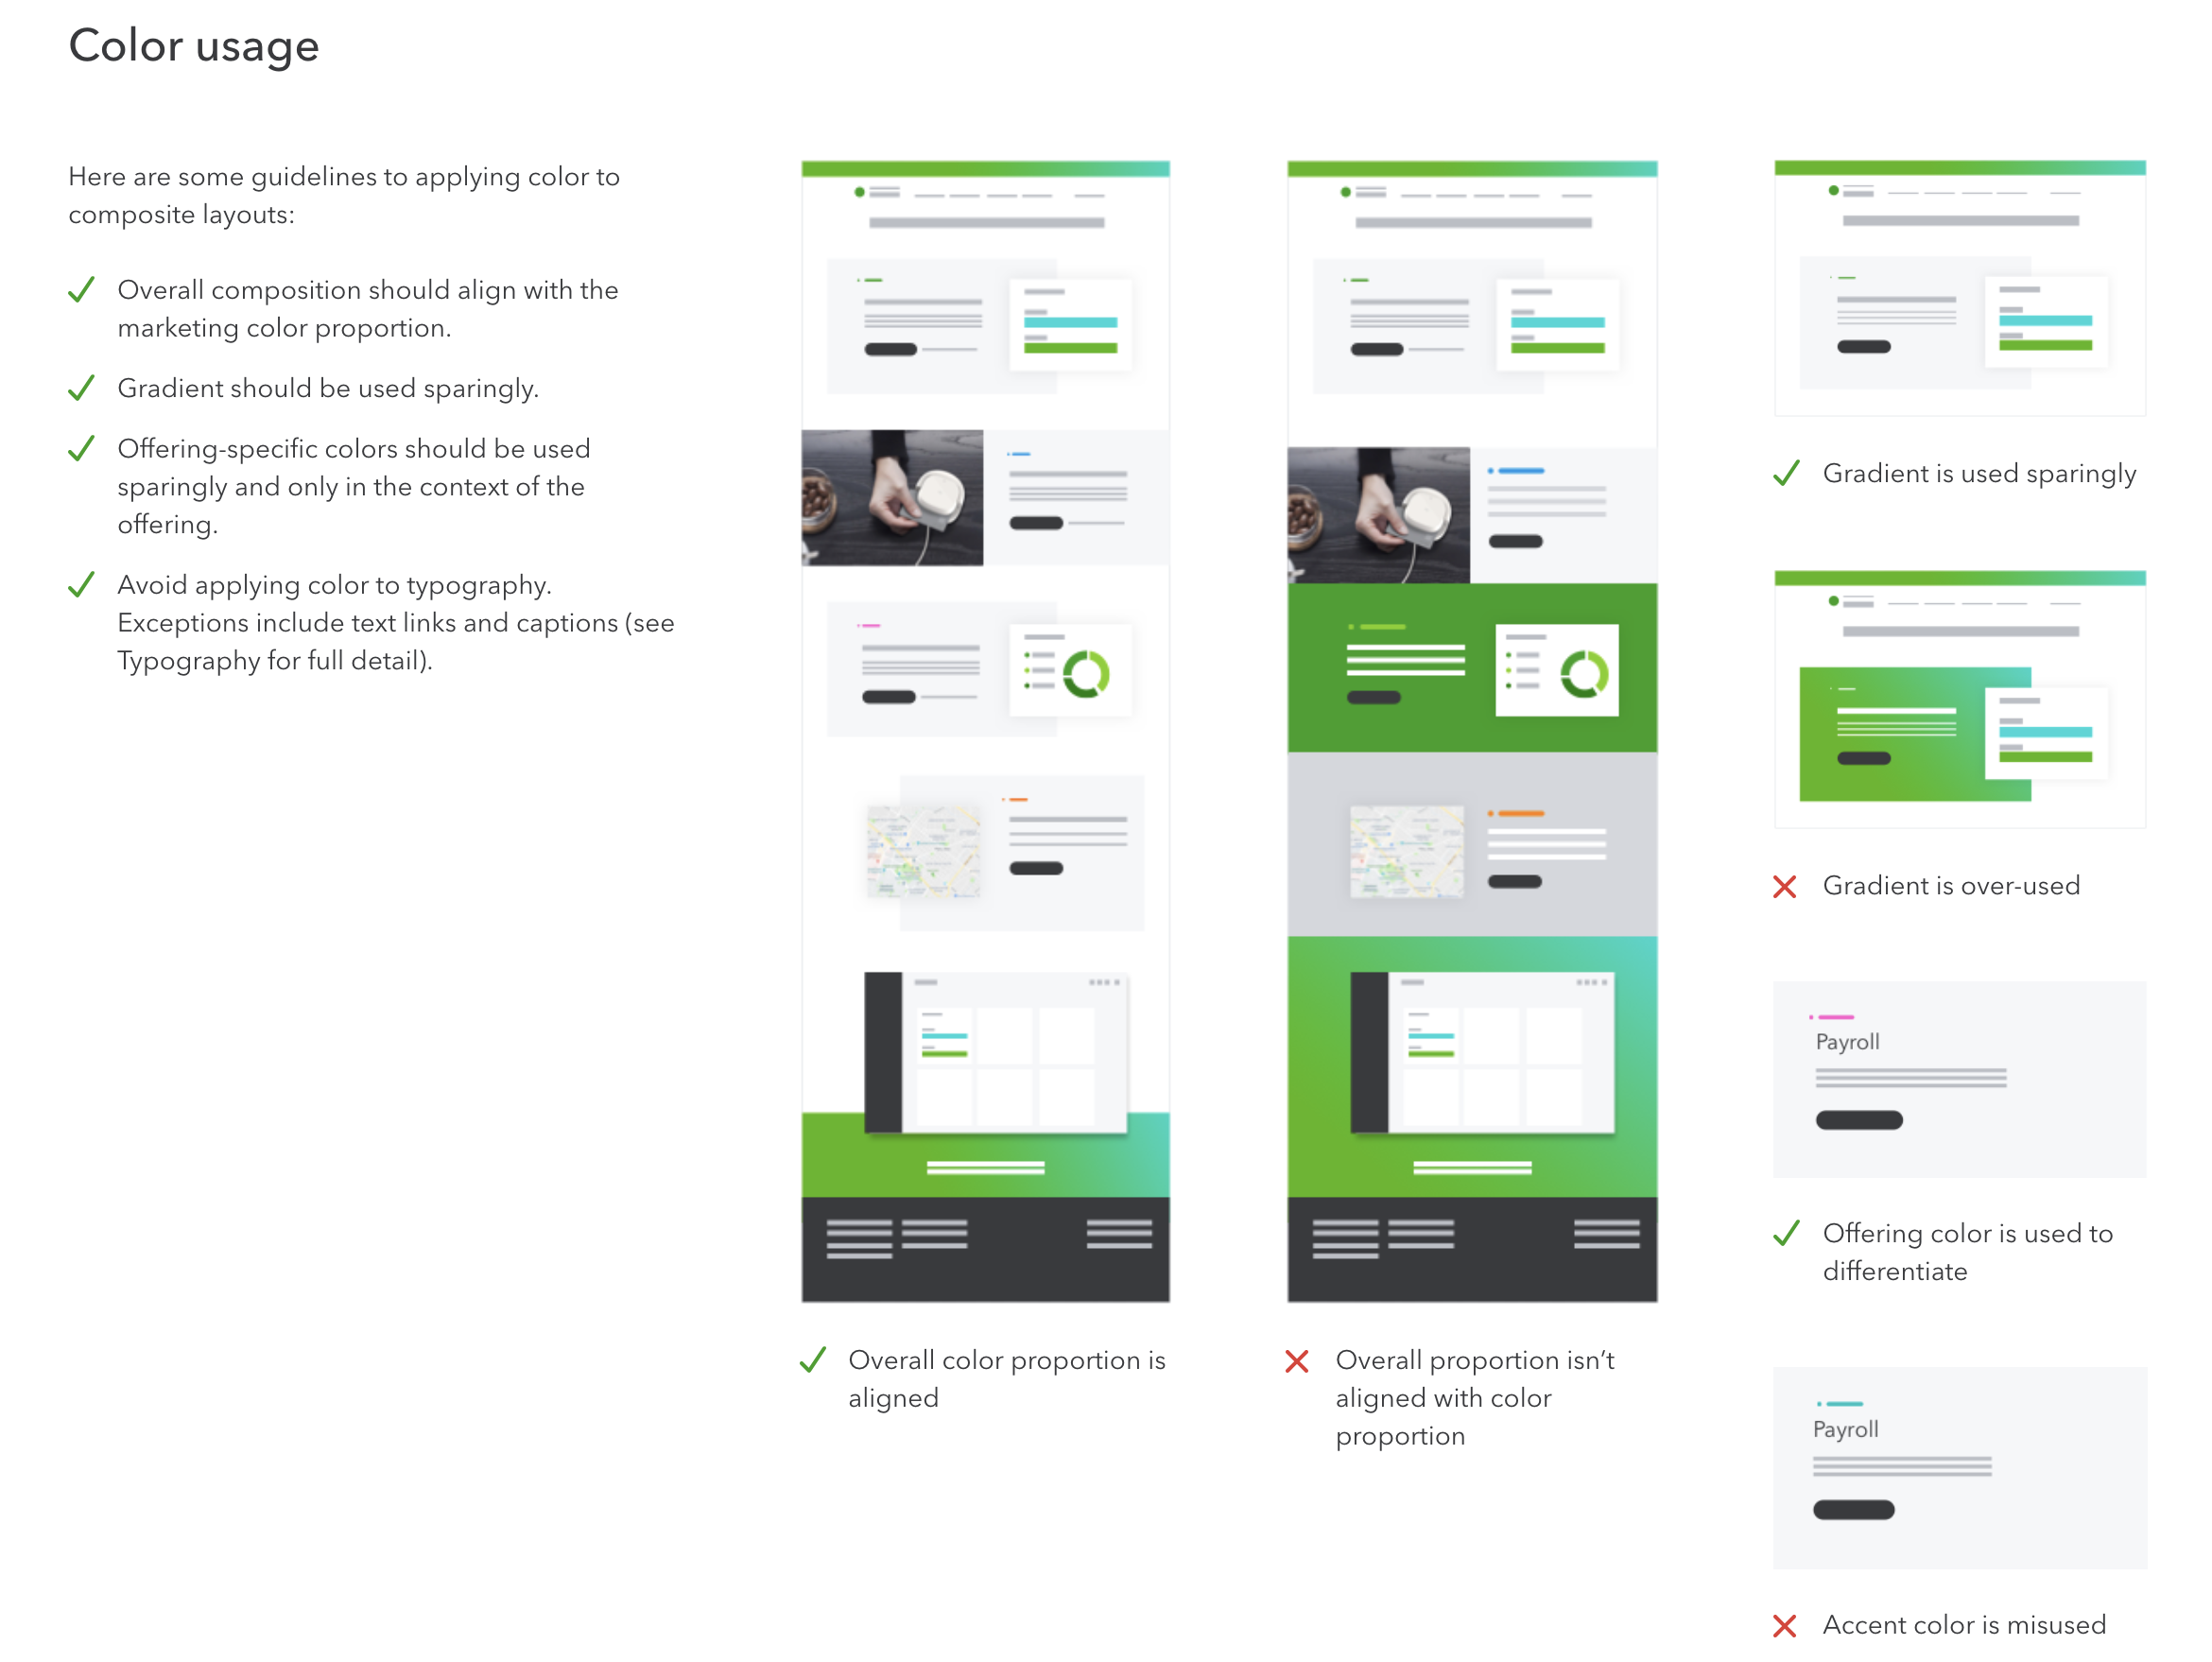 Color usage
Here are some guidelines to applying color to
composite layouts:
Overall composition should align with the
marketing color proportion.
Gradient should be used sparingly.
Offering-specific colors should be used
sparingly and only in the context of the
offering.
Avoid applying color to typography.
Exceptions include text links and captions (see
Typography for full detail).
Overall color proportion is
aligned
Overall proportion isn’t
aligned with color
proportion
Gradient is used sparingly
Gradient is over-used
Payroll
Offering color is used to
differentiate
Payroll
Accent color is misused